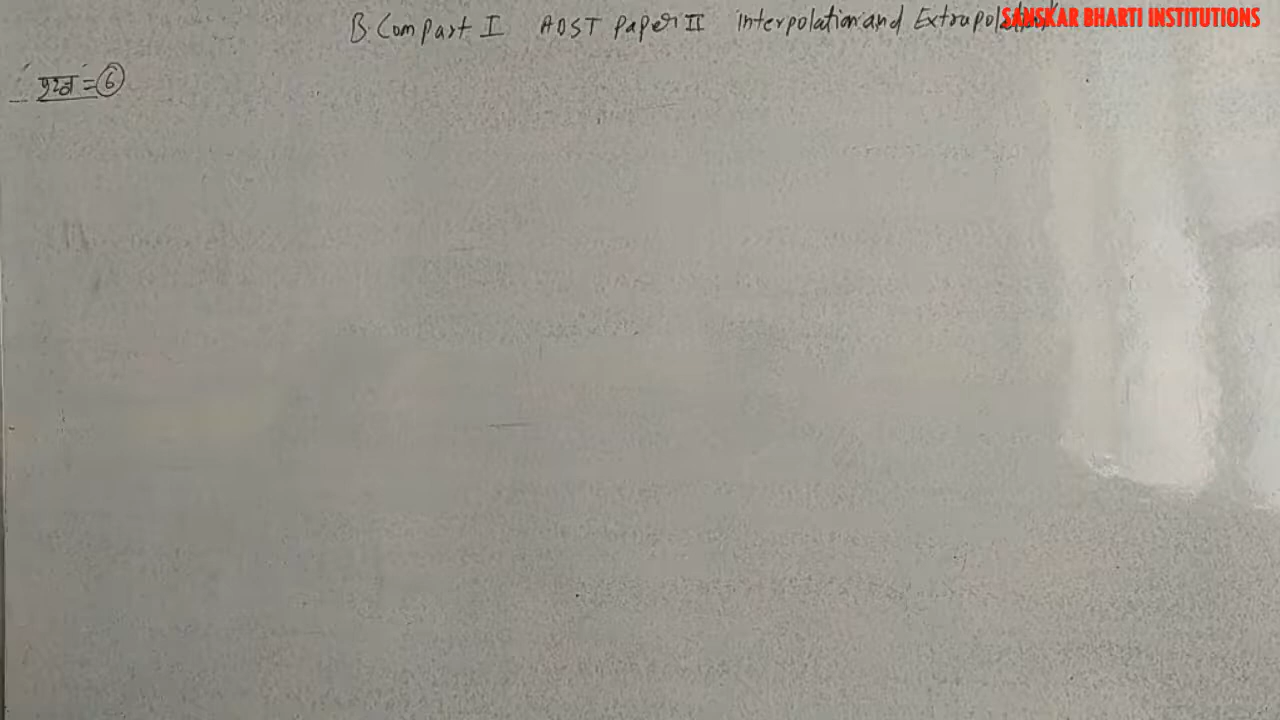 B.Com Part I ADST Paper II Interpolation and Extrapolation
SANSKAR BHARTI INSTITUTIONS
प्रश्न = 6